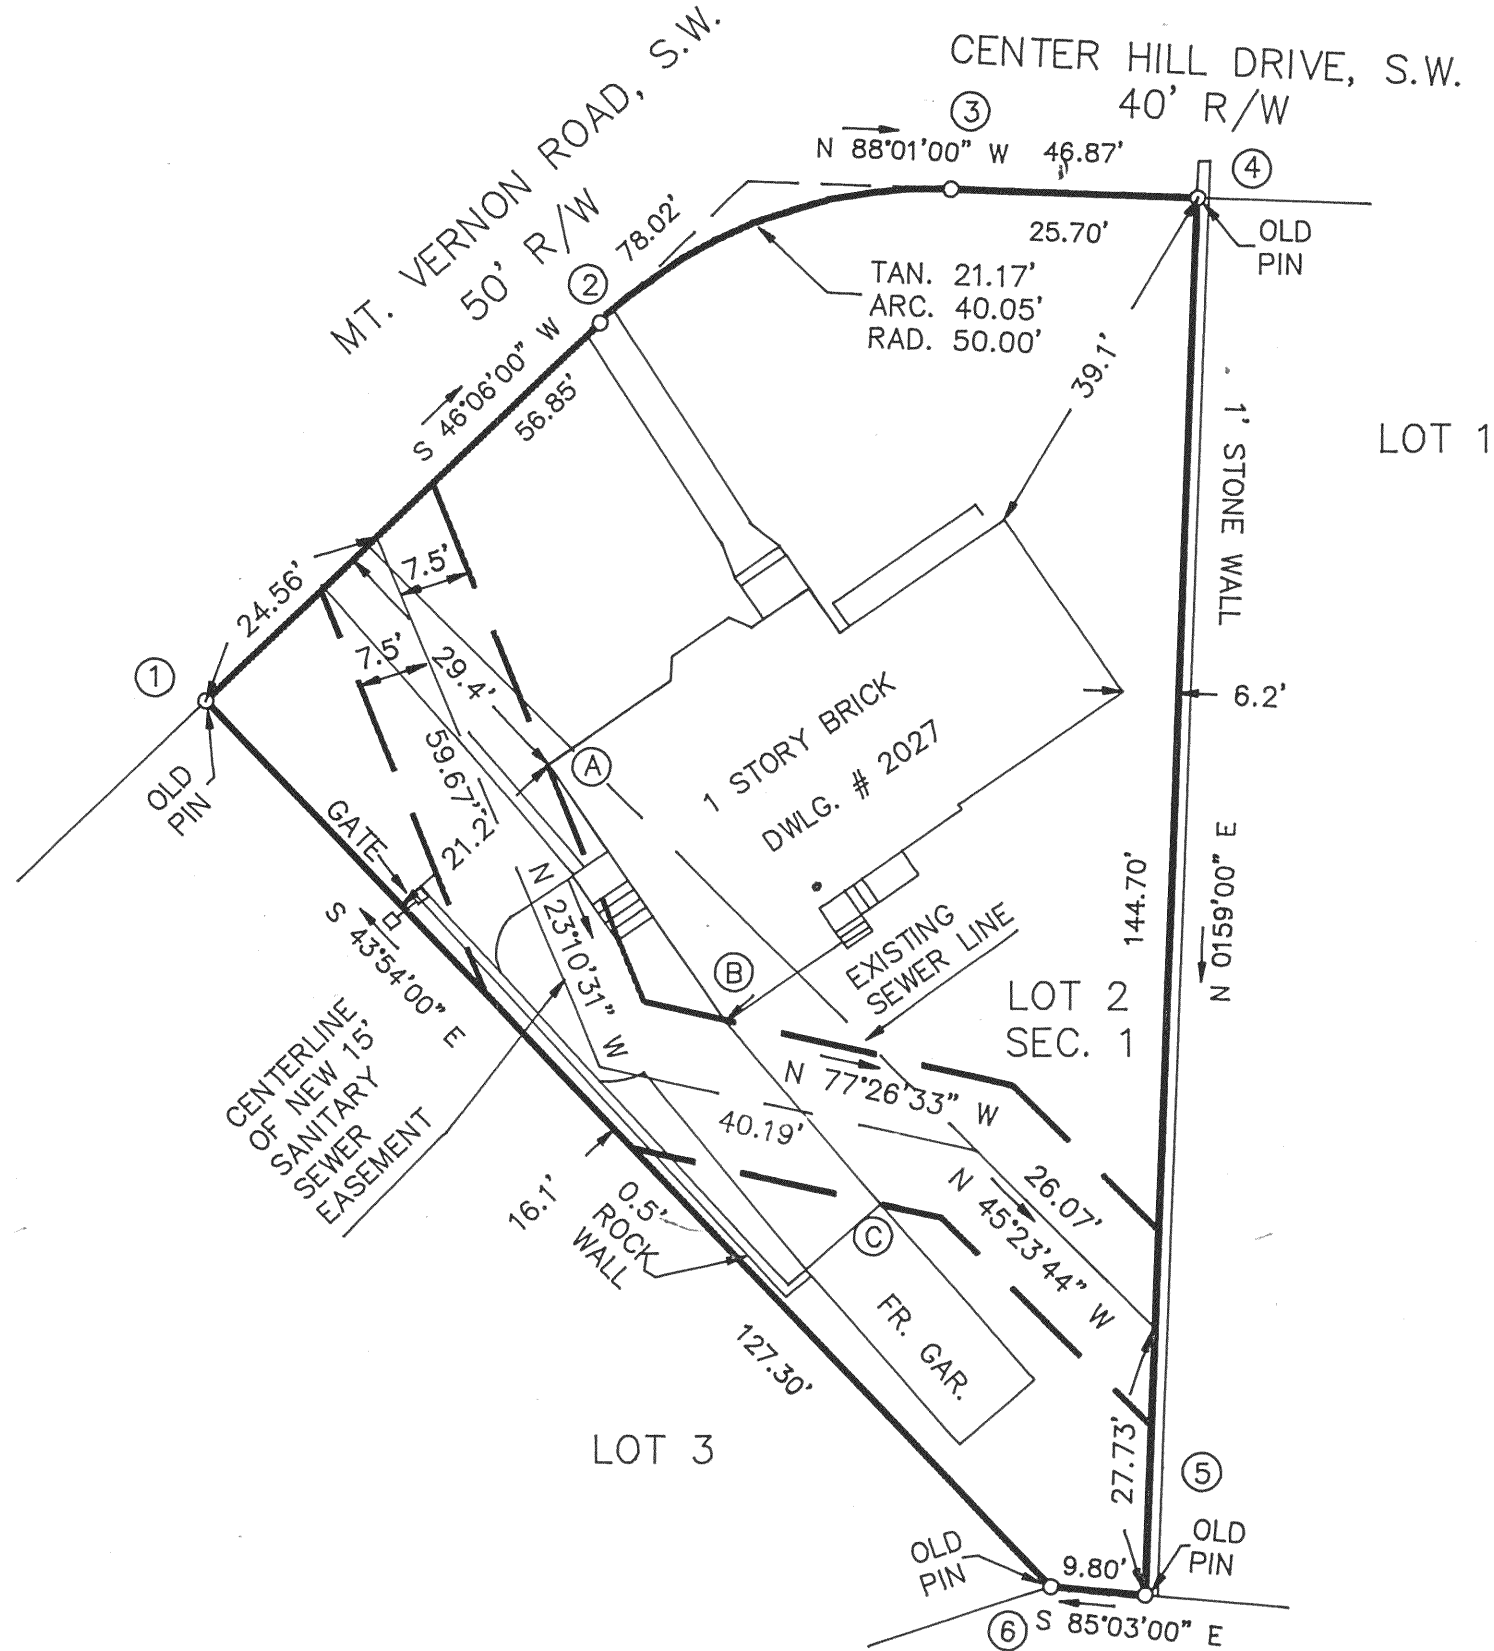 MT. VERNON ROAD, S.W.
50' R/W
CENTER HILL DRIVE, S.W.
40' R/W
3
N 88°01'00" W 46.87'
4
OLD
PIN
25.70'
78.02'
2
TAN. 21.17'
ARC. 40.05'
RAD. 50.00'
39.1'
S 46°06'00" W
56.85'
1' STONE WALL
LOT 1
24.56'
7.5'
7.5'
29.4'
1
OLD
PIN
59.67'
21.2'
GATE
A
1 STORY BRICK
DWLG. # 2027
6.2'
144.70'
N 0159'00" E
S 43°54'00" E
N 23°10'31" W
B
EXISTING
SEWER LINE
LOT 2
SEC. 1
CENTERLINE
OF NEW 15'
SANITARY
SEWER
EASEMENT
N 77°26'33" W
40.19'
26.07'
N 45°23'44" W
16.1'
0.5'
ROCK
WALL
C
FR. GAR.
127.30'
LOT 3
27.73'
5
OLD
PIN
OLD
PIN
9.80'
6
S 85°03'00" E